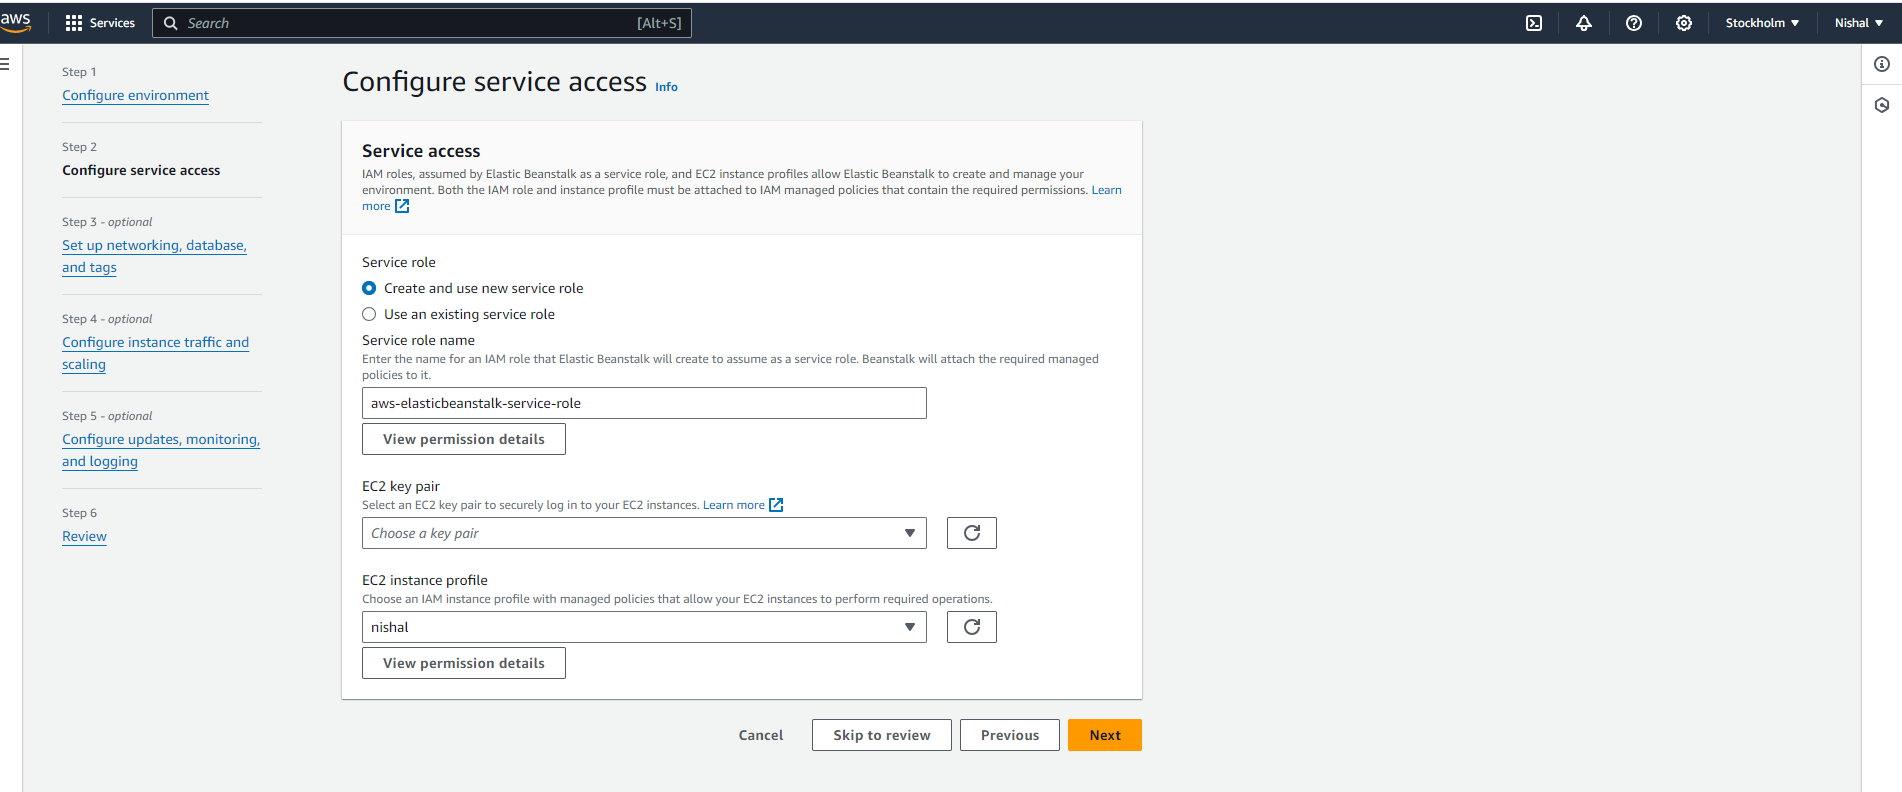 aws
Services
Search
[Alt+S]
Stockholm
Nishal
Step 1
Configure environment
Step 2
Configure service access
Step 3 - optional
Set up networking, database,
and tags
Step 4 - optional
Configure instance traffic and
scaling
Step 5 - optional
Configure updates, monitoring,
and logging
Step 6
Review
Configure service access Info
Service access
IAM roles, assumed by Elastic Beanstalk as a service role, and EC2 instance profiles allow Elastic Beanstalk to create and manage your
environment. Both the IAM role and instance profile must be attached to IAM managed policies that contain the required permissions. Learn
more
Service role
Create and use new service role
Use an existing service role
Service role name
Enter the name for an IAM role that Elastic Beanstalk will create to assume as a service role. Beanstalk will attach the required managed
policies to it.
aws-elasticbeanstalk-service-role
View permission details
EC2 key pair
Select an EC2 key pair to securely log in to your EC2 instances. Learn more
Choose a key pair
EC2 instance profile
Choose an IAM instance profile with managed policies that allow your EC2 instances to perform required operations.
nishal
View permission details
Cancel
Skip to review
Previous
Next